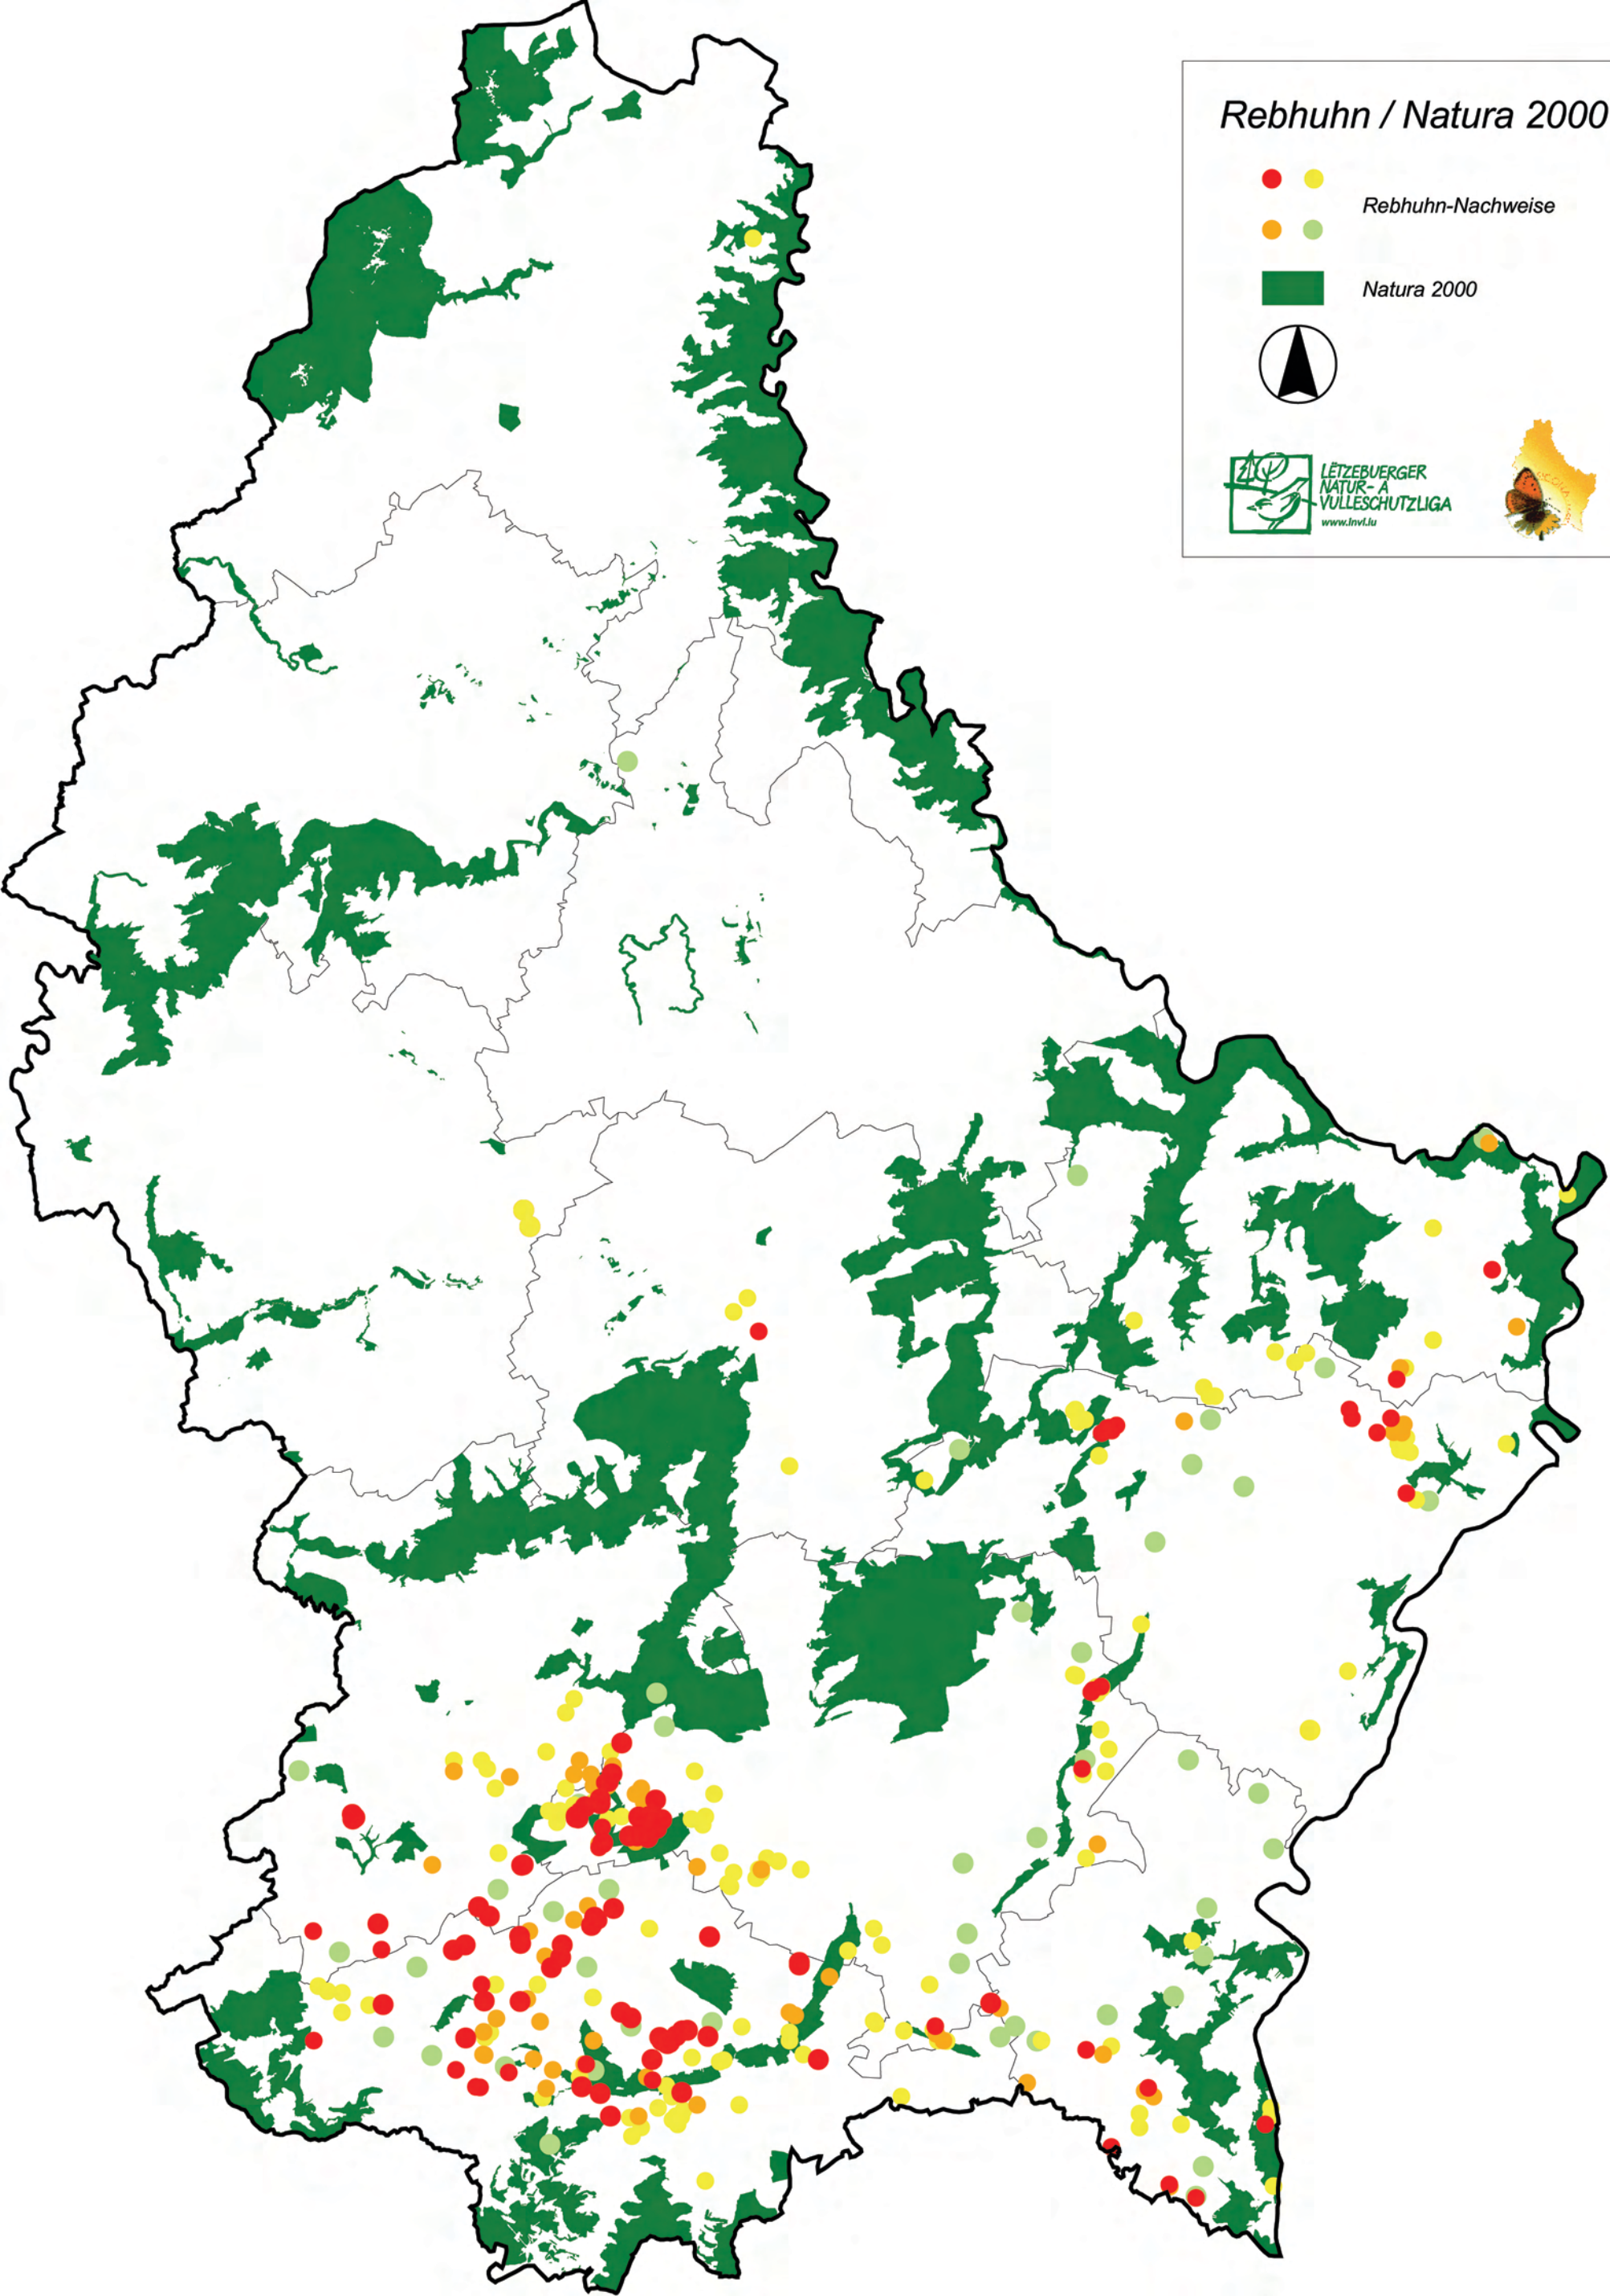 Rebhuhn / Natura 2000
Rebhuhn-Nachweise
Natura 2000
LËTZEBUERGER
NATUR- A
VULLESCHUTZLIGA
www.lnvl.lu